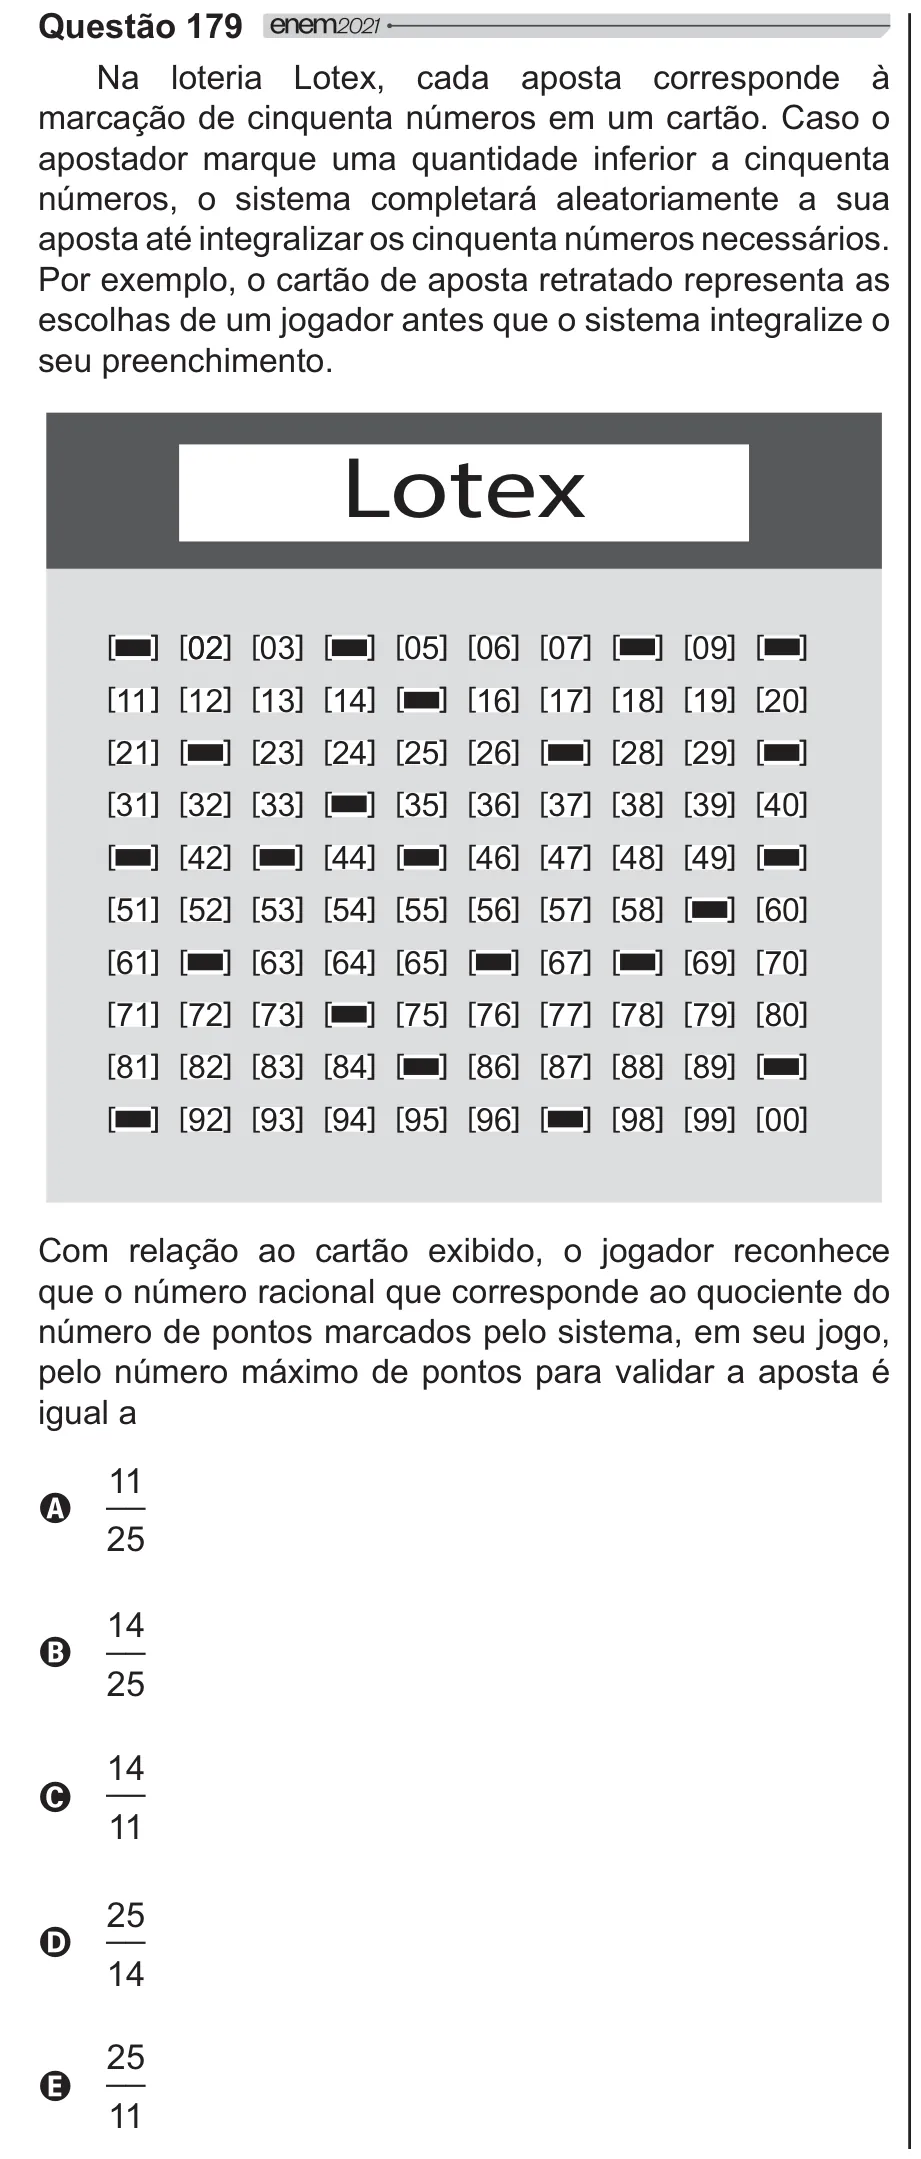 Questão 179 enem2021
Na loteria Lotex, cada aposta corresponde à
marcação de cinquenta números em um cartão. Caso o
apostador marque uma quantidade inferior a cinquenta
números, o sistema completará aleatoriamente a sua
aposta até integralizar os cinquenta números necessários.
Por exemplo, o cartão de aposta retratado representa as
escolhas de um jogador antes que o sistema integralize o
seu preenchimento.
Lotex
[▬] [02] [03] [▬] [05] [06] [07] [▬] [09] [▬]
[11] [12] [13] [14] [▬] [16] [17] [18] [19] [20]
[21] [▬] [23] [24] [25] [26] [▬] [28] [29] [▬]
[31] [32] [33] [▬] [35] [36] [37] [38] [39] [40]
[▬] [42] [▬] [44] [▬] [46] [47] [48] [49] [▬]
[51] [52] [53] [54] [55] [56] [57] [58] [▬] [60]
[61] [▬] [63] [64] [65] [▬] [67] [▬] [69] [70]
[71] [72] [73] [▬] [75] [76] [77] [78] [79] [80]
[81] [82] [83] [84] [▬] [86] [87] [88] [89] [▬]
[▬] [92] [93] [94] [95] [96] [▬] [98] [99] [00]
Com relação ao cartão exibido, o jogador reconhece
que o número racional que corresponde ao quociente do
número de pontos marcados pelo sistema, em seu jogo,
pelo número máximo de pontos para validar a aposta é
igual a
A 11/25
B 14/25
C 14/11
D 25/14
E 25/11